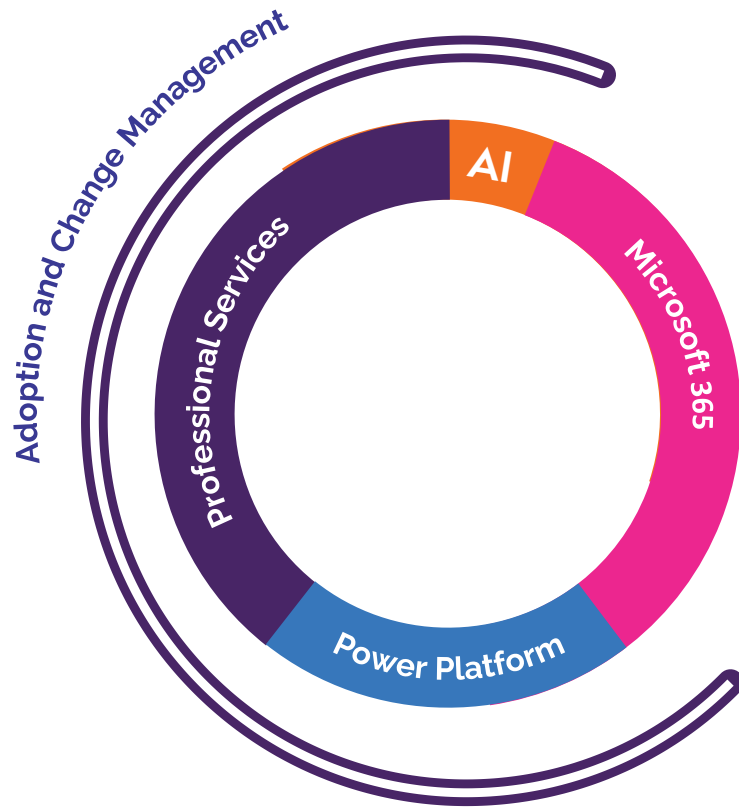 Adoption and Change Management
AI
Microsoft 365
Professional Services
Power Platform